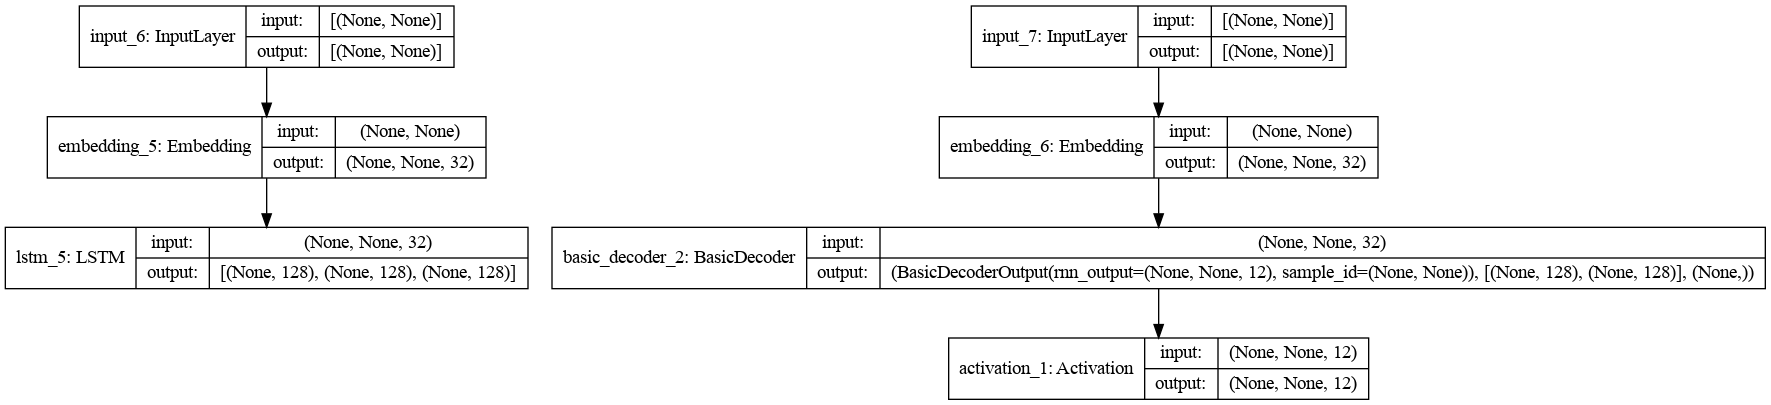 input_6: InputLayer
input: [(None, None)]
output: [(None, None)]
embedding_5: Embedding
input: (None, None)
output: (None, None, 32)
lstm_5: LSTM
input: (None, None, 32)
output: [(None, 128), (None, 128), (None, 128)]
input_7: InputLayer
input: [(None, None)]
output: [(None, None)]
embedding_6: Embedding
input: (None, None)
output: (None, None, 32)
basic_decoder_2: BasicDecoder
input: (None, None, 32)
output: (BasicDecoderOutput(rnn_output=(None, None, 12), sample_id=(None, None)), [(None, 128), (None, 128)], (None,))
activation_1: Activation
input: (None, None, 12)
output: (None, None, 12)